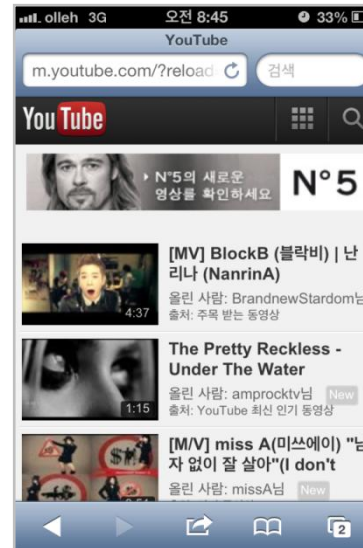 olleh 3G 오전 8:45 33%
YouTube
m.youtube.com/?reload 검색
YouTube
N°5의 새로운
영상를 확인하세요
N°5
[MV] BlockB (블락비) | 난
리나 (NanrinA)
올린 사람: BrandnewStardom님
출처: 주목 받는 동영상
4:37
The Pretty Reckless -
Under The Water
올린 사람: amprocktv님 New
출처: YouTube 최신 인기 동영상
1:15
[M/V] miss A(미쓰에이) "남
자 없이 잘 살아"(I don't
올린 사람: missA님 New
2